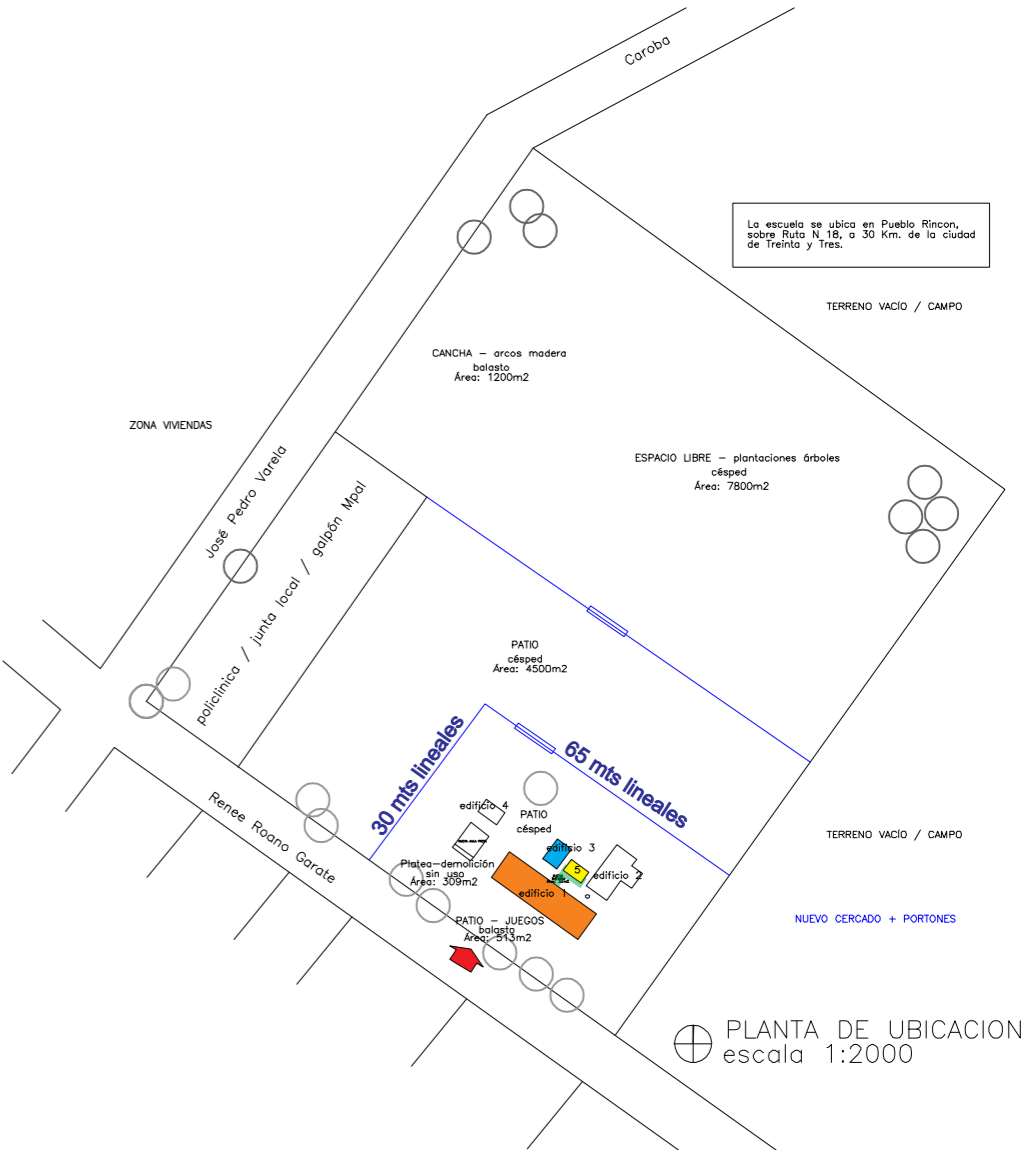 Caroba
La escuela se ubica en Pueblo Rincon,
sobre Ruta N 18, a 30 Km. de la ciudad
de Treinta y Tres.
TERRENO VACÍO / CAMPO
CANCHA – arcos madera
balasto
Área: 1200m2
ZONA VIVIENDAS
José Pedro Varela
ESPACIO LIBRE – plantaciones árboles
césped
Área: 7800m2
policlinica / junta local / galpón Mpal
PATIO
césped
Área: 4500m2
30 mts lineales
65 mts lineales
Renee Roano Garate
edificio 4
PATIO
césped
edificio 3
5
edificio 2
edificio 1
Platea-demolición
sin uso
Área: 309m2
PATIO – JUEGOS
balasto
Área: 513m2
TERRENO VACÍO / CAMPO
NUEVO CERCADO + PORTONES
PLANTA DE UBICACION
escala 1:2000